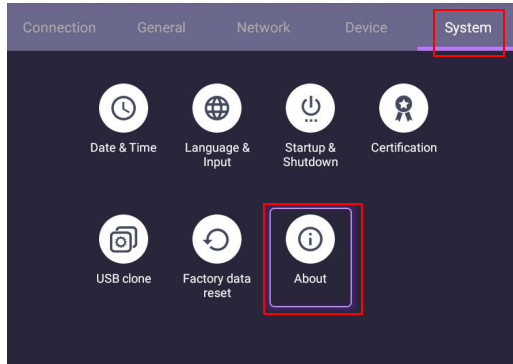 Connection General Network Device System
Date & Time Language & Input Startup & Shutdown Certification
USB clone Factory data reset About